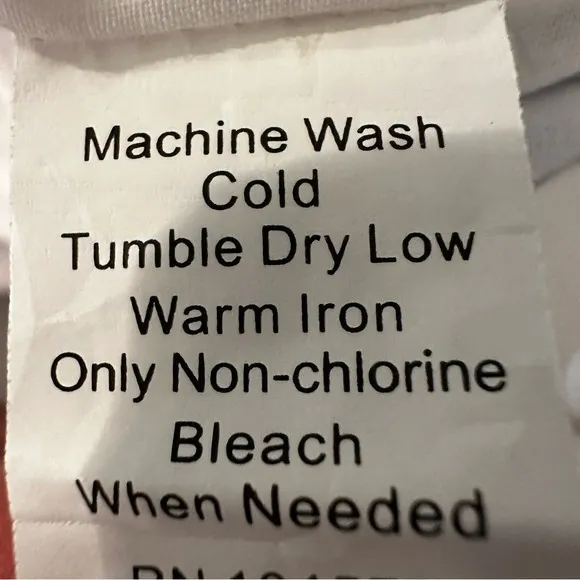 Machine Wash
Cold
Tumble Dry Low
Warm Iron
Only Non-chlorine
Bleach
When Needed